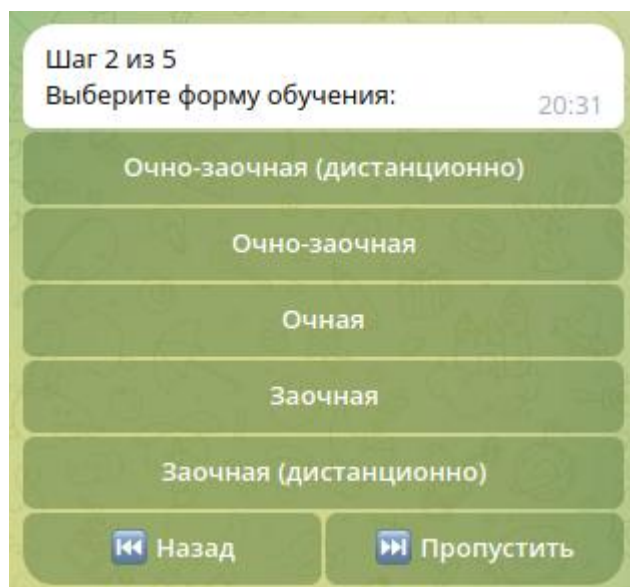 Шаг 2 из 5
Выберите форму обучения:
20:31
Очно-заочная (дистанционно)
Очно-заочная
Очная
Заочная
Заочная (дистанционно)
⏮ Назад
⏭ Пропустить